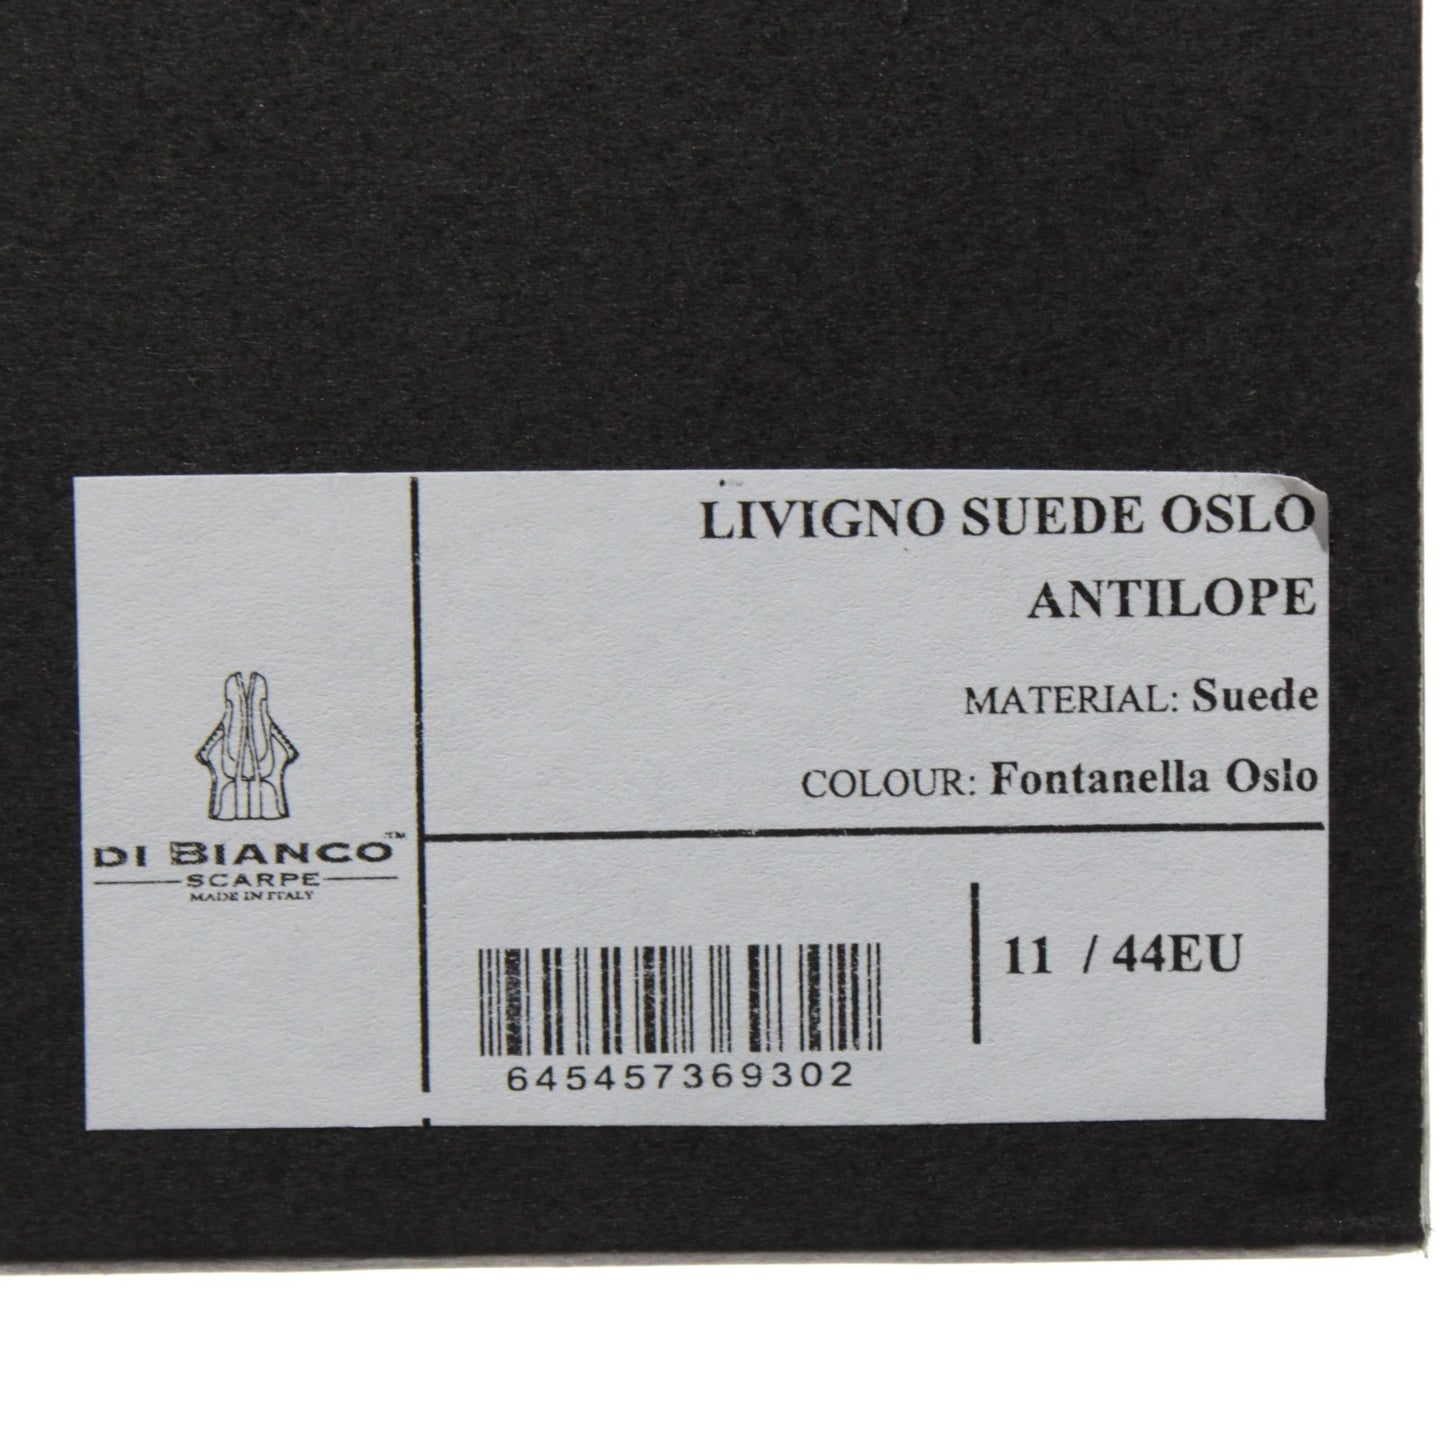 LIVIGNO SUEDE OSLO
ANTILOPE
MATERIAL: Suede
COLOUR: Fontanella Oslo
DI BIANCO™
SCARPE
MADE IN ITALY
645457369302
11 / 44EU